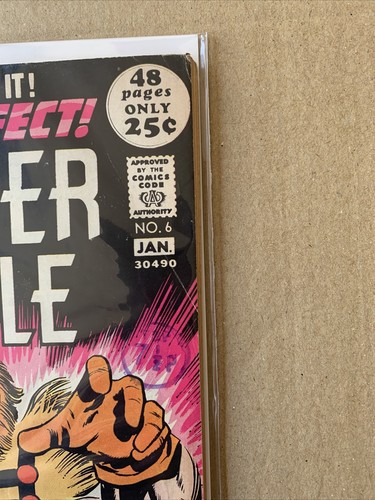 IT!
FECT!
48
pages
ONLY
25¢
ER
LE
APPROVED
BY THE
COMICS
CODE
AUTHORITY
NO. 6
JAN.
30490